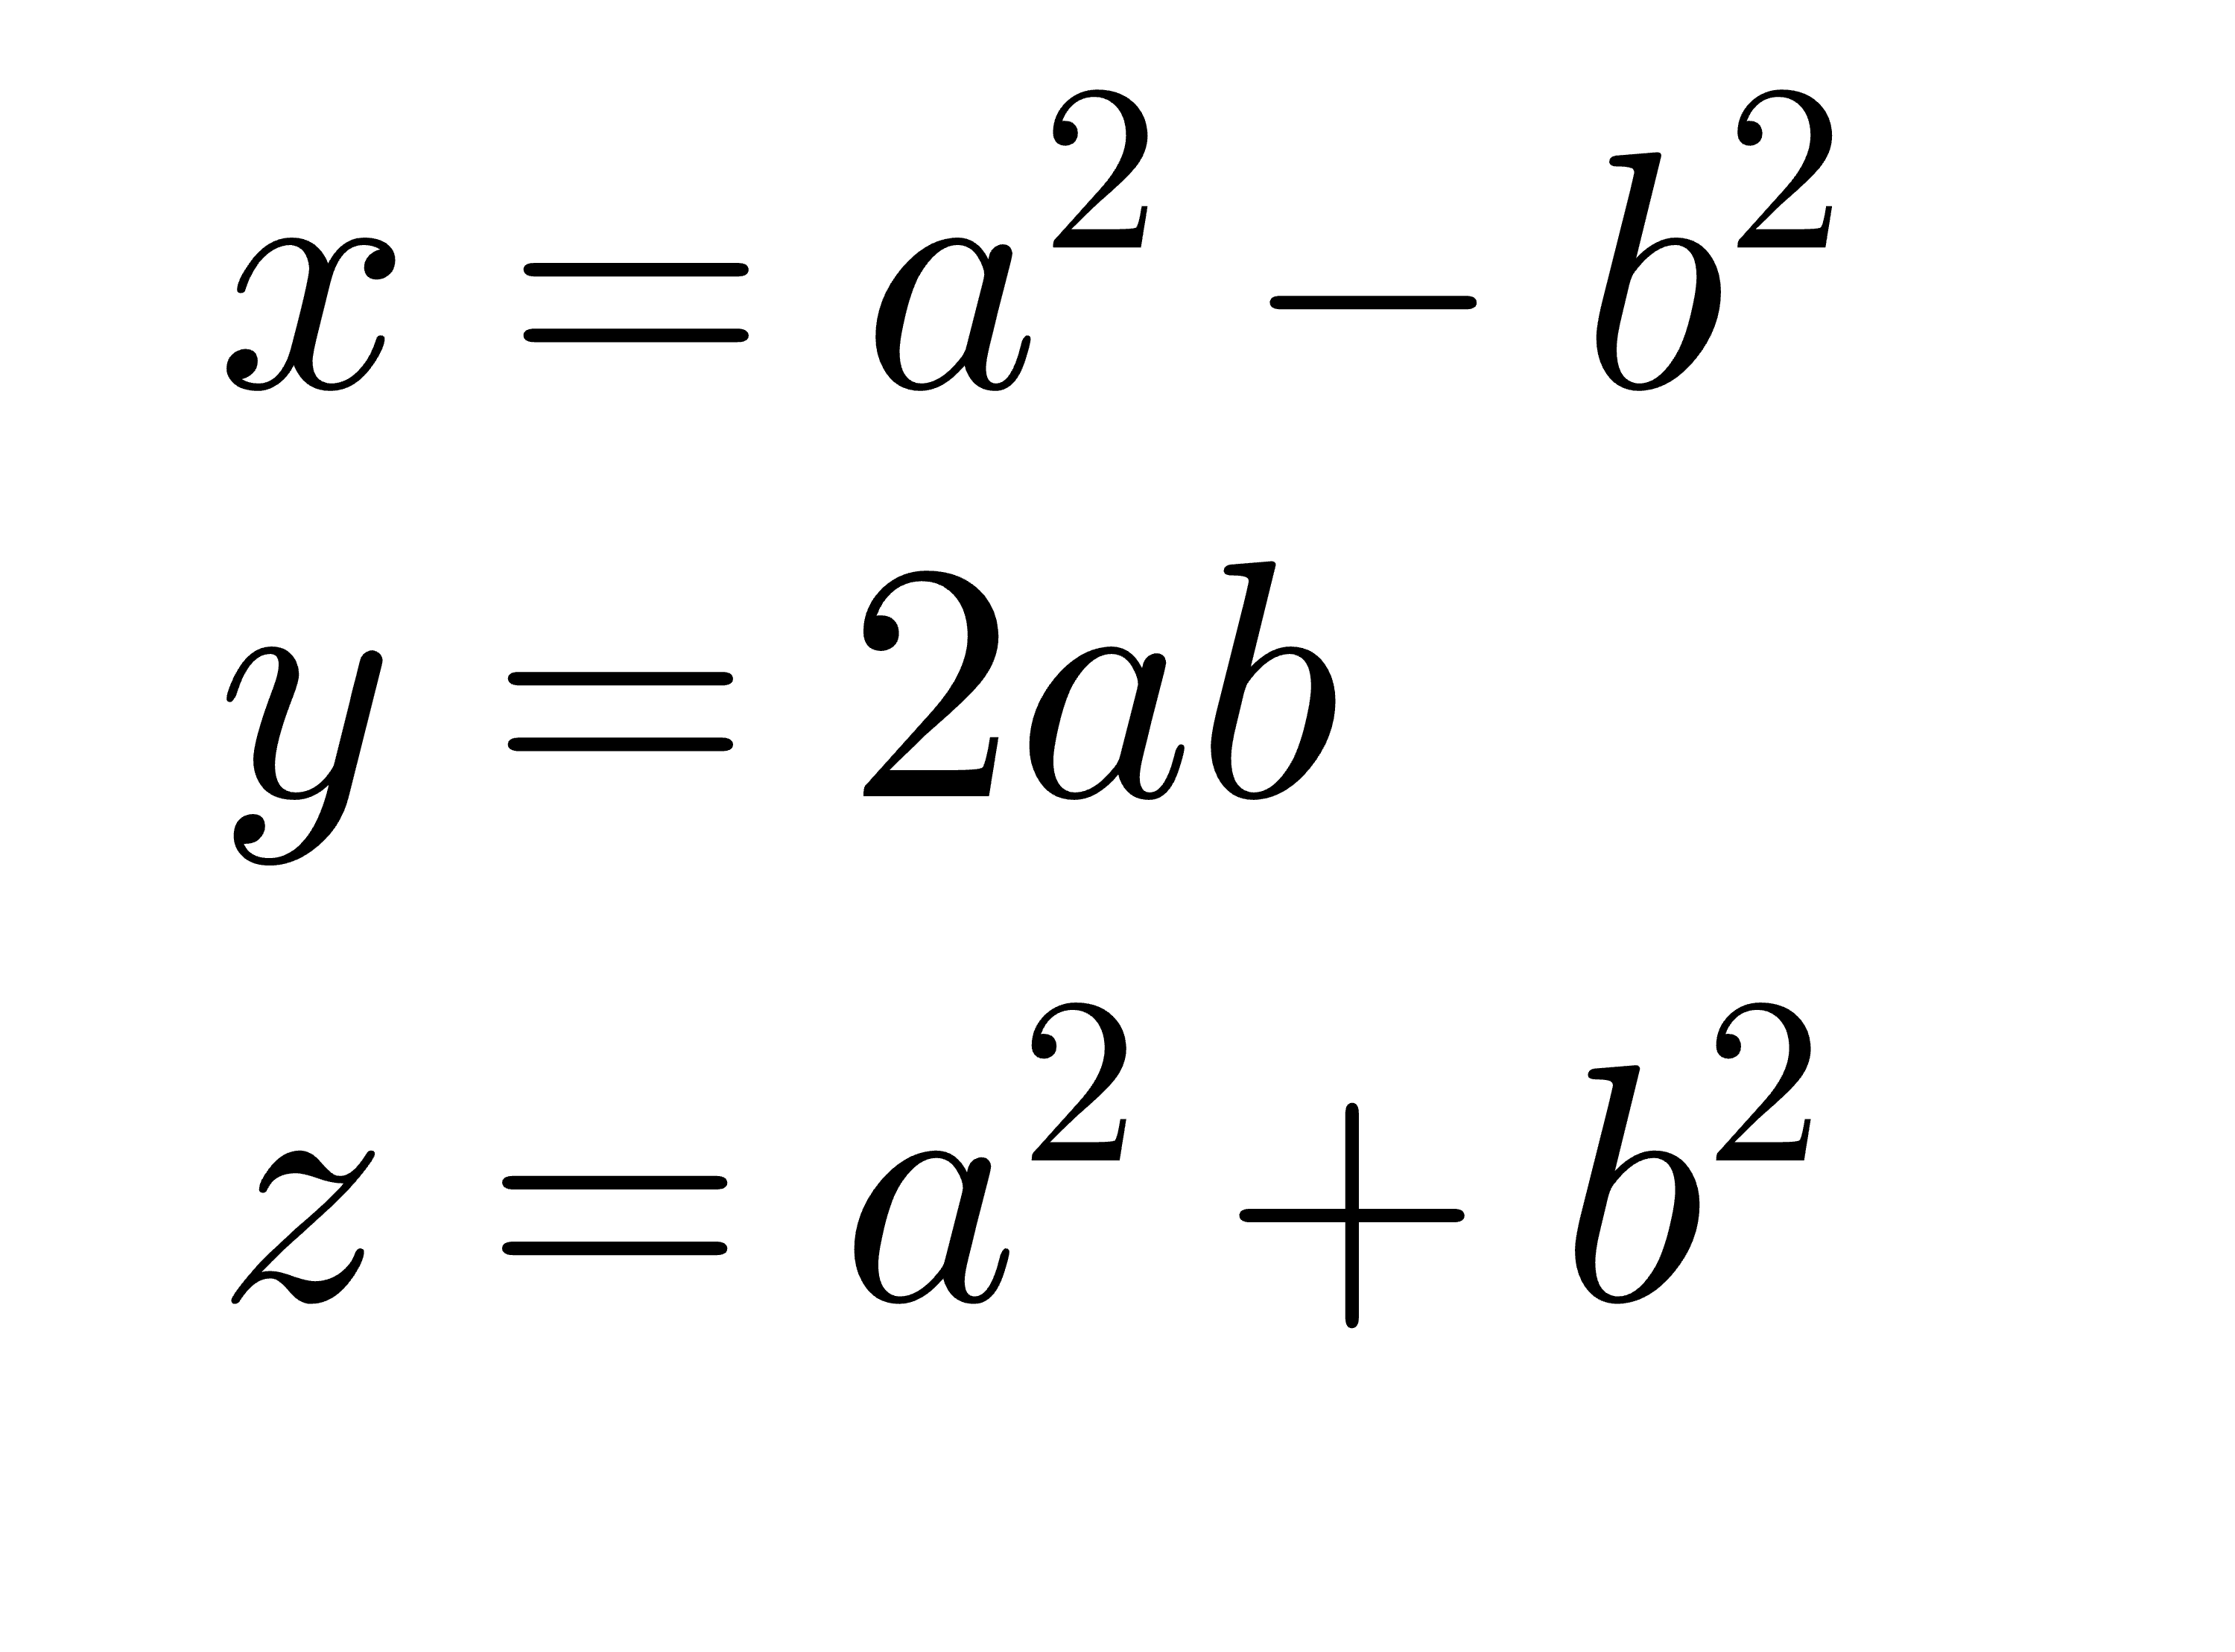 x = a² − b²
y = 2ab
z = a² + b²